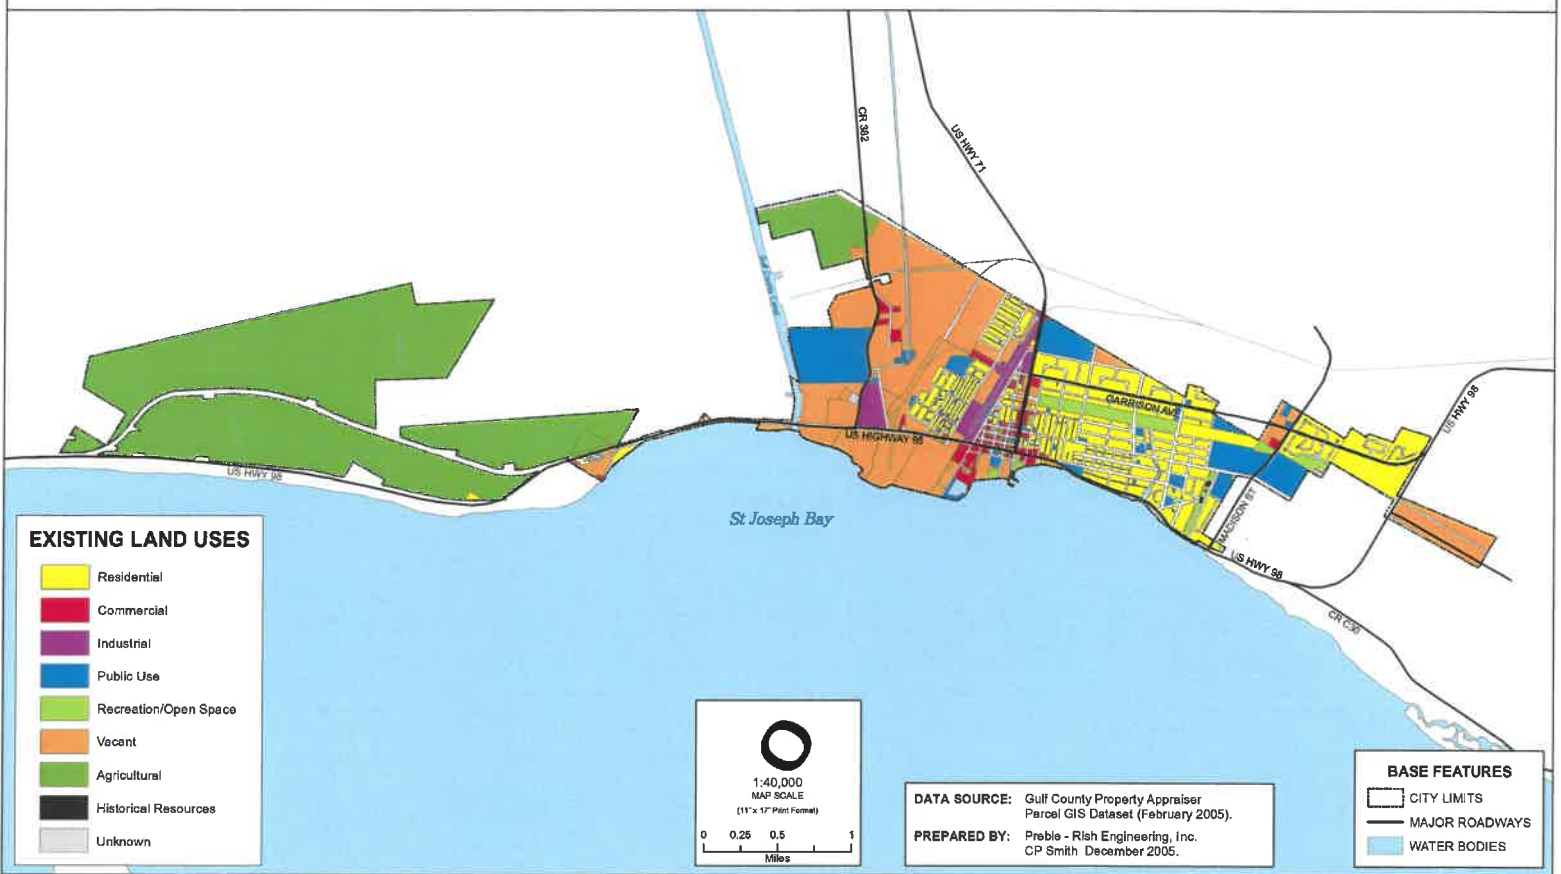 CR 382
US HWY 71
GARRISON AVE
US HWY 98
US HIGHWAY 98
US HWY 98
St Joseph Bay
MADISON ST
US HWY 98
CR C30
EXISTING LAND USES
Residential
Commercial
Industrial
Public Use
Recreation/Open Space
Vacant
Agricultural
Historical Resources
Unknown
1:40,000
MAP SCALE
(11" x 17" Print Format)
0 0.25 0.5 1
Miles
DATA SOURCE: Gulf County Property Appraiser
Parcel GIS Dataset (February 2005).
PREPARED BY: Preble - Rish Engineering, Inc.
CP Smith December 2005.
BASE FEATURES
CITY LIMITS
MAJOR ROADWAYS
WATER BODIES